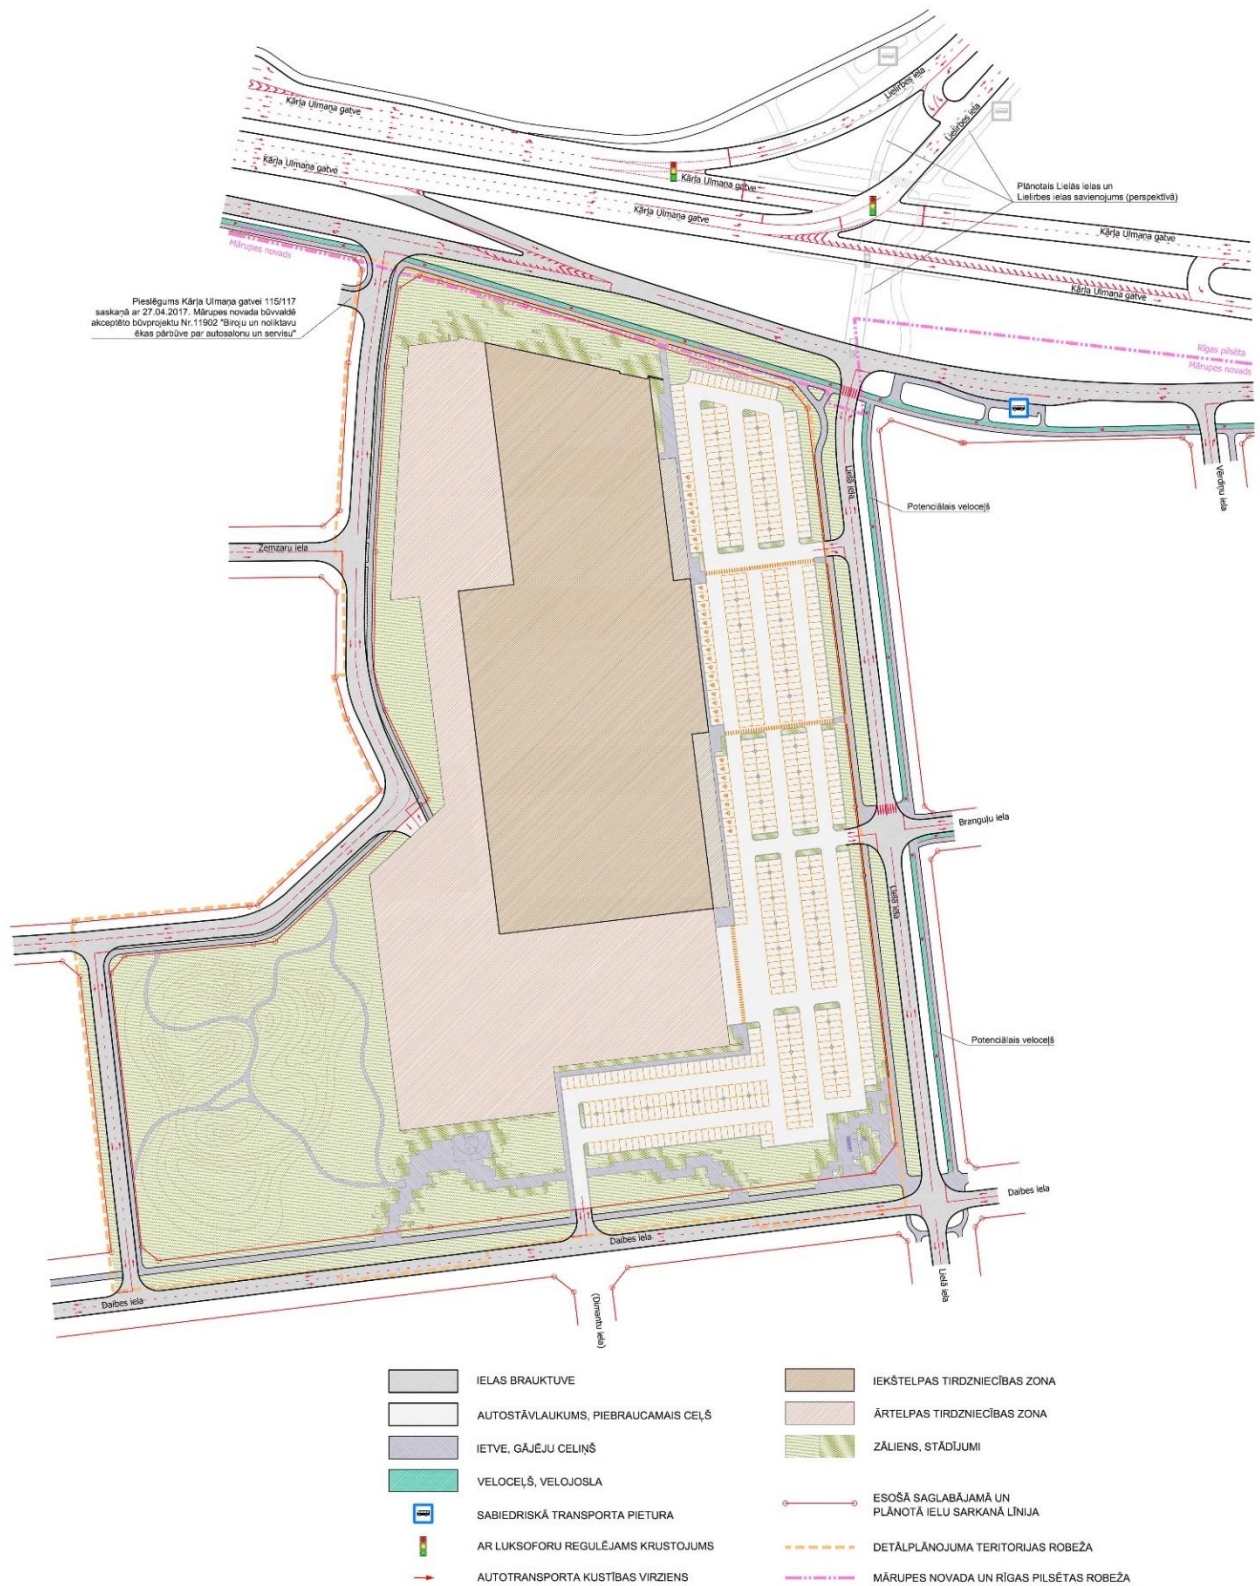 Lielirbes iela
Kārļa Ulmaņa gatve
Lielirbes iela
Kārļa Ulmaņa gatve
Kārļa Ulmaņa gatve
Plānotais Lielās ielas un
Lielirbes ielas savienojums (perspektīvā)
Kārļa Ulmaņa gatve
Kārļa Ulmaņa gatve
Mārupes novads
Kārļa Ulmaņa gatve
Pieslēgums Kārļa Ulmaņa gatvei 115/117
saskaņā ar 27.04.2017. Mārupes novada būvvaldē
akceptēto būvprojektu Nr.11902 "Biroju un noliktavu
ēkas pārbūve par autosalonu un servisu"
Rīgas pilsēta
Mārupes novads
Lielā iela
Vērdiņu iela
Potenciālais veloceļš
Zemzaru iela
Branguļu iela
Lielā iela
Potenciālais veloceļš
Daibes iela
Daibes iela
Lielā iela
Daibes iela
(Dimantu iela)
IELAS BRAUKTUVE
AUTOSTĀVLAUKUMS, PIEBRAUCAMAIS CEĻŠ
IETVE, GĀJĒJU CELIŅŠ
VELOCEĻŠ, VELOJOSLA
SABIEDRISKĀ TRANSPORTA PIETURA
AR LUKSOFORU REGULĒJAMS KRUSTOJUMS
AUTOTRANSPORTA KUSTĪBAS VIRZIENS
IEKŠTELPAS TIRDZNIECĪBAS ZONA
ĀRTELPAS TIRDZNIECĪBAS ZONA
ZĀLIENS, STĀDĪJUMI
ESOŠĀ SAGLABĀJAMĀ UN
PLĀNOTĀ IELU SARKANĀ LĪNIJA
DETĀLPLĀNOJUMA TERITORIJAS ROBEŽA
MĀRUPES NOVADA UN RĪGAS PILSĒTAS ROBEŽA